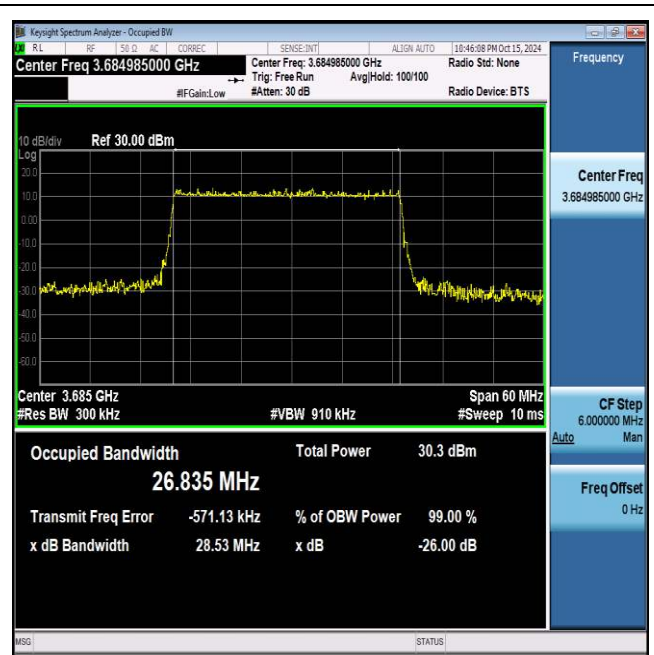 Keysight Spectrum Analyzer - Occupied BW
RL RF 50 Ω AC CORREC SENSE:INT ALIGN AUTO 10:46:08 PM Oct 15, 2024
Center Freq 3.684985000 GHz Center Freq: 3.684985000 GHz Radio Std: None
Trig: Free Run Avg|Hold: 100/100
#IFGain:Low #Atten: 30 dB Radio Device: BTS
10 dB/div Ref 30.00 dBm
Log
20.0
10.0
0.00
-10.0
-20.0
-30.0
-40.0
-50.0
-60.0
Center 3.685 GHz Span 60 MHz
#Res BW 300 kHz #VBW 910 kHz #Sweep 10 ms
Occupied Bandwidth Total Power 30.3 dBm
26.835 MHz
Transmit Freq Error -571.13 kHz % of OBW Power 99.00 %
x dB Bandwidth 28.53 MHz x dB -26.00 dB
Frequency
Center Freq
3.684985000 GHz
CF Step
6.000000 MHz
Auto Man
Freq Offset
0 Hz
MSG STATUS